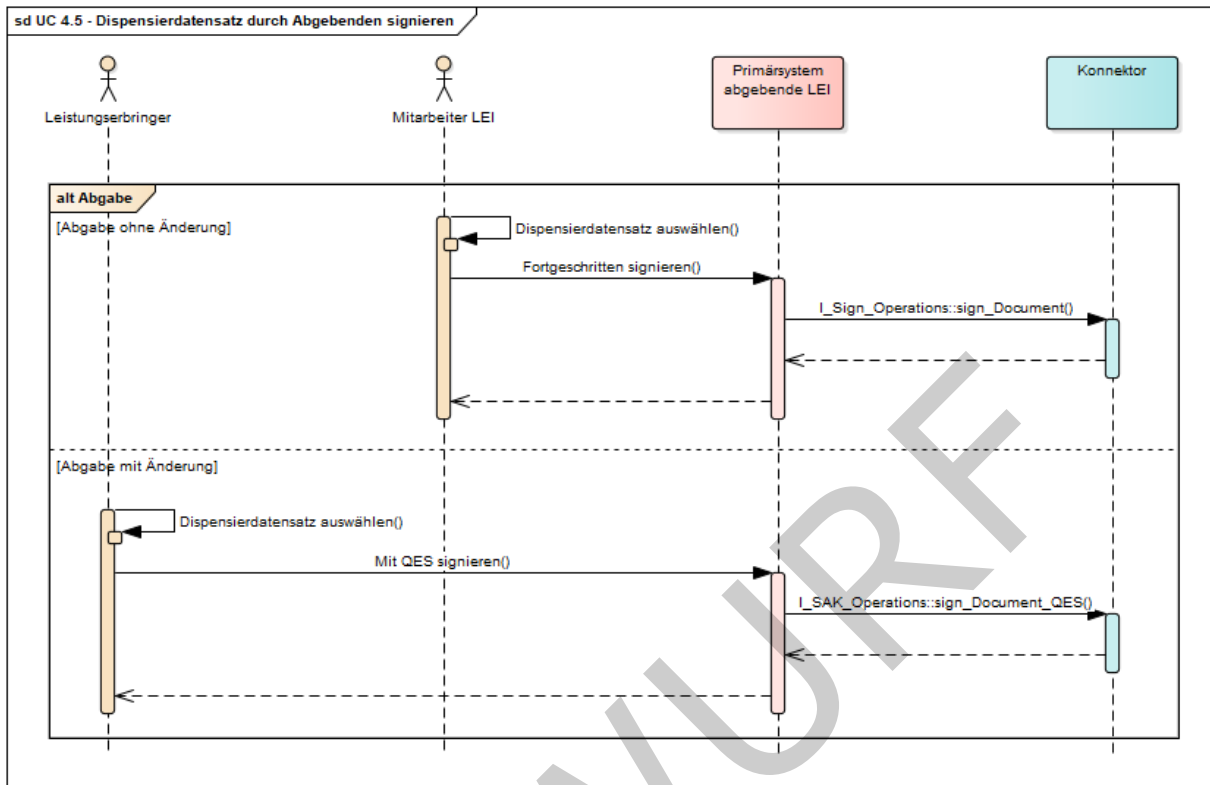 sd UC 4.5 - Dispensierdatensatz durch Abgebenden signieren
Leistungserbringer
Mitarbeiter LEI
Primärsystem
abgebende LEI
Konnektor
alt Abgabe
[Abgabe ohne Änderung]
Dispensierdatensatz auswählen()
Fortgeschritten signieren()
I_Sign_Operations::sign_Document()
[Abgabe mit Änderung]
Dispensierdatensatz auswählen()
Mit QES signieren()
I_SAK_Operations::sign_Document_QES()
WURF